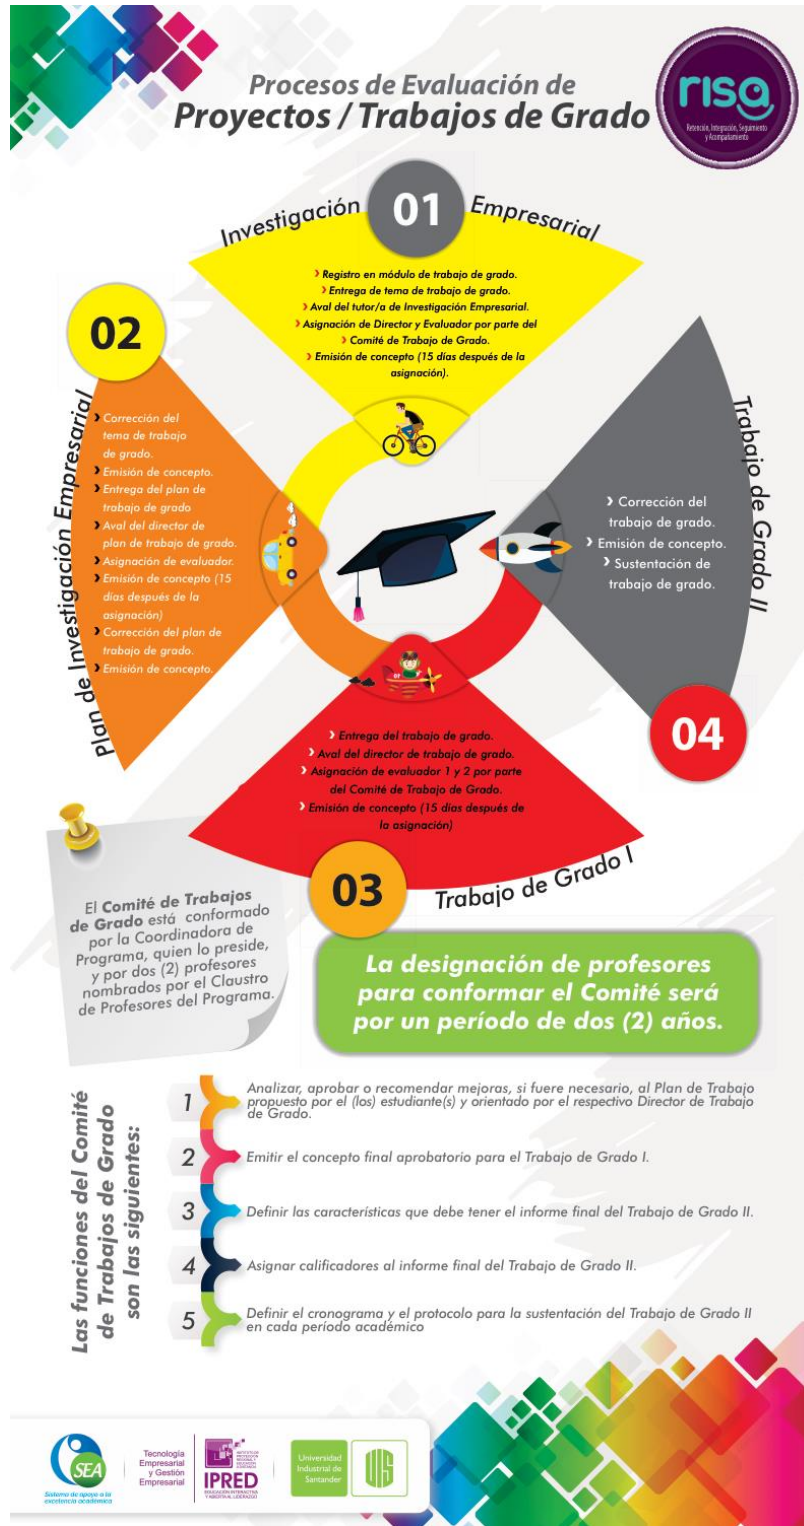 Procesos de Evaluación de
Proyectos / Trabajos de Grado
risa
Retención, Integración, Seguimiento
y Acompañamiento
Investigación
01
Empresarial
› Registro en módulo de trabajo de grado.
› Entrega de tema de trabajo de grado.
› Aval del tutor/a de Investigación Empresarial.
› Asignación de Director y Evaluador por parte del
› Comité de Trabajo de Grado.
› Emisión de concepto (15 días después de la
asignación).
02
Plan de Investigación Empresarial
› Corrección del
tema de trabajo
de grado.
› Emisión de concepto.
› Entrega del plan de
trabajo de grado
› Aval del director de
plan de trabajo de grado.
› Asignación de evaluador.
› Emisión de concepto (15
días después de la
asignación)
› Corrección del plan de
trabajo de grado.
› Emisión de concepto.
› Entrega del trabajo de grado.
› Aval del director de trabajo de grado.
› Asignación de evaluador 1 y 2 por parte
del Comité de Trabajo de Grado.
› Emisión de concepto (15 días después de
la asignación)
03
Trabajo de Grado I
Trabajo de Grado II
› Corrección del
trabajo de grado.
› Emisión de concepto.
› Sustentación de
trabajo de grado.
04
El Comité de Trabajos
de Grado está conformado
por la Coordinadora de
Programa, quien lo preside,
y por dos (2) profesores
nombrados por el Claustro
de Profesores del Programa.
La designación de profesores
para conformar el Comité será
por un período de dos (2) años.
Las funciones del Comité
de Trabajos de Grado
son las siguientes:
1
Analizar, aprobar o recomendar mejoras, si fuere necesario, al Plan de Trabajo
propuesto por el (los) estudiante(s) y orientado por el respectivo Director de Trabajo
de Grado.
2
Emitir el concepto final aprobatorio para el Trabajo de Grado I.
3
Definir las características que debe tener el informe final del Trabajo de Grado II.
4
Asignar calificadores al informe final del Trabajo de Grado II.
5
Definir el cronograma y el protocolo para la sustentación del Trabajo de Grado II
en cada período académico
SEA
Sistema de apoyo a la
excelencia académica
Tecnología
Empresarial
y Gestión
Empresarial
IPRED
Universidad
Industrial de
Santander
UIS